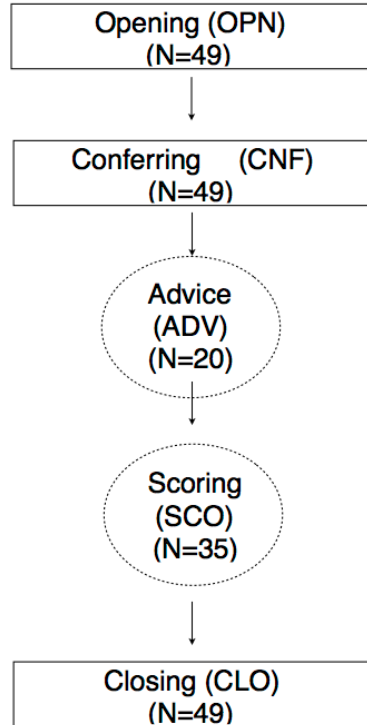 Opening (OPN)
(N=49)
Conferring (CNF)
(N=49)
Advice
(ADV)
(N=20)
Scoring
(SCO)
(N=35)
Closing (CLO)
(N=49)